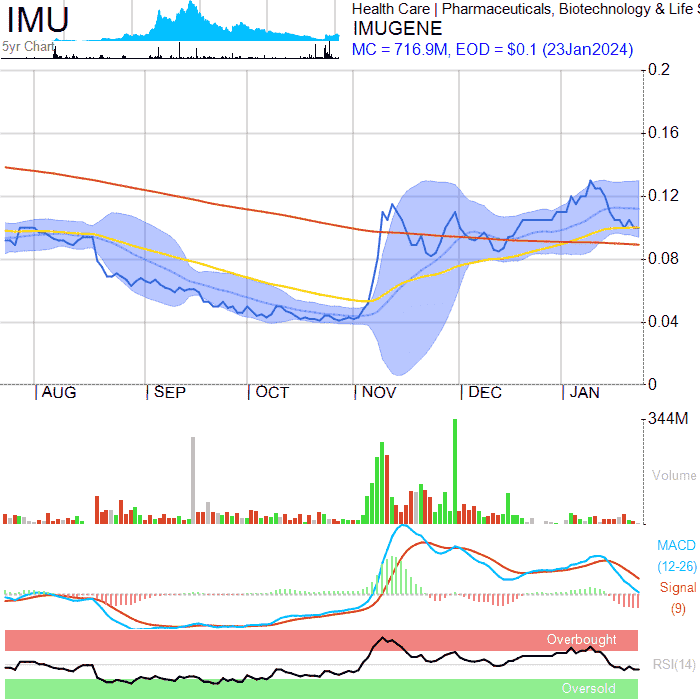 IMU
5yr Chart
Health Care | Pharmaceuticals, Biotechnology & Life S
IMUGENE
MC = 716.9M, EOD = $0.1 (23Jan2024)
0.2
0.16
0.12
0.08
0.04
0
AUG
SEP
OCT
NOV
DEC
JAN
344M
Volume
MACD
(12-26)
Signal
(9)
Overbought
RSI(14)
Oversold